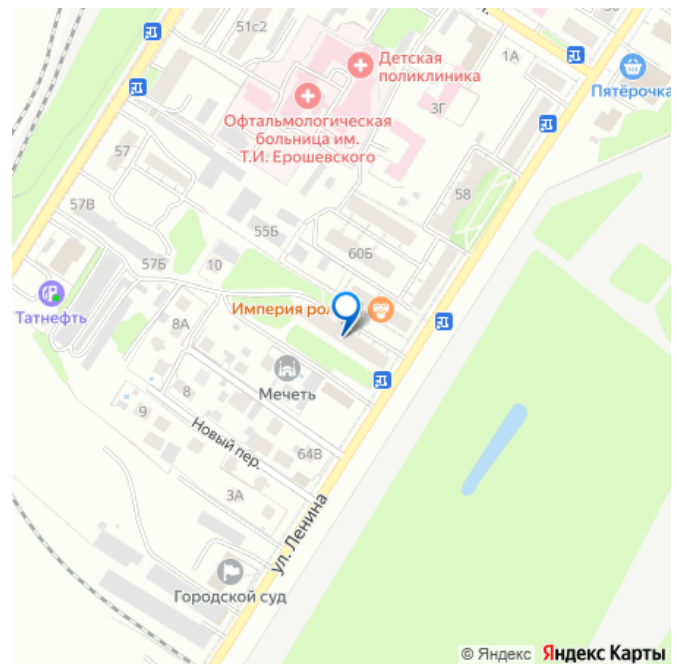 51с2
Детская
поликлиника
1А
Пятёрочка
3Г
Офтальмологическая
больница им.
Т.И. Ерошевского
57
58
57В
55Б
60Б
57Б
10
Татнефть
Империя рол
8А
Мечеть
8
9
Новый пер.
64В
3А
ул. Ленина
Городской суд
© Яндекс Яндекс Карты